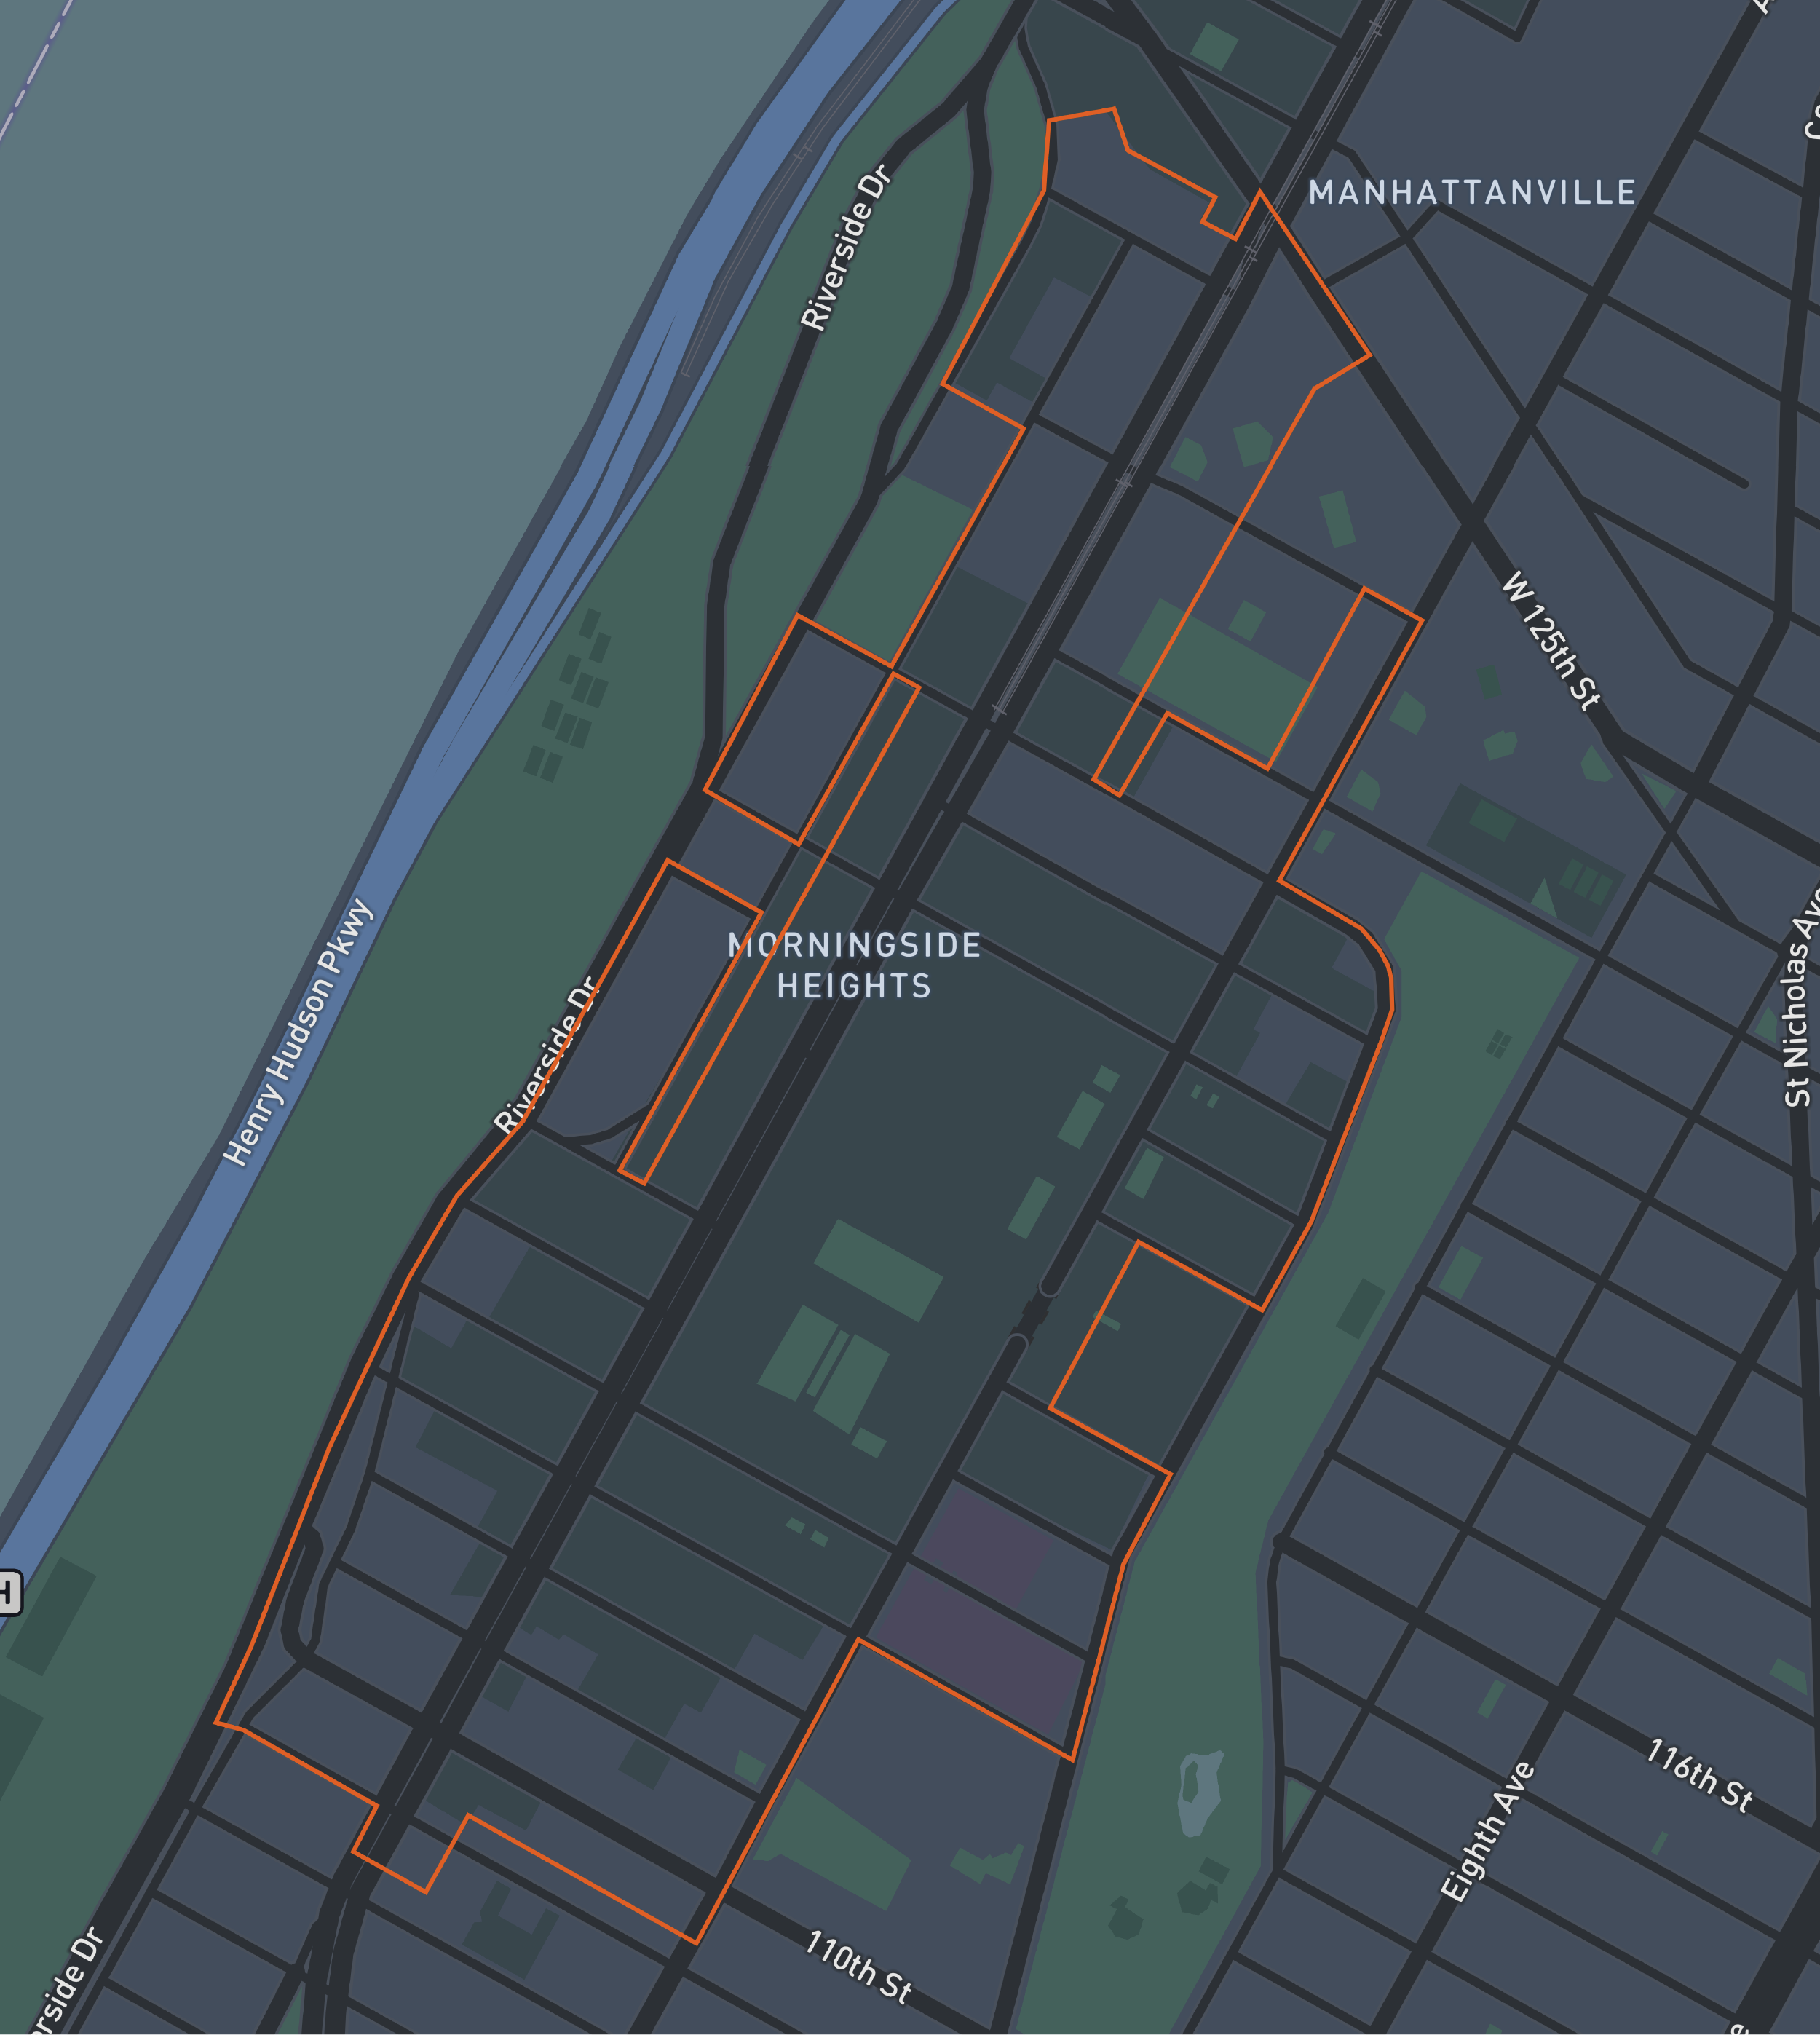 MANHATTANVILLE
Riverside Dr
W 125th St
Henry Hudson Pkwy
MORNINGSIDE
HEIGHTS
St Nicholas Ave
Riverside Dr
H
116th St
Eighth Ave
110th St
erside Dr